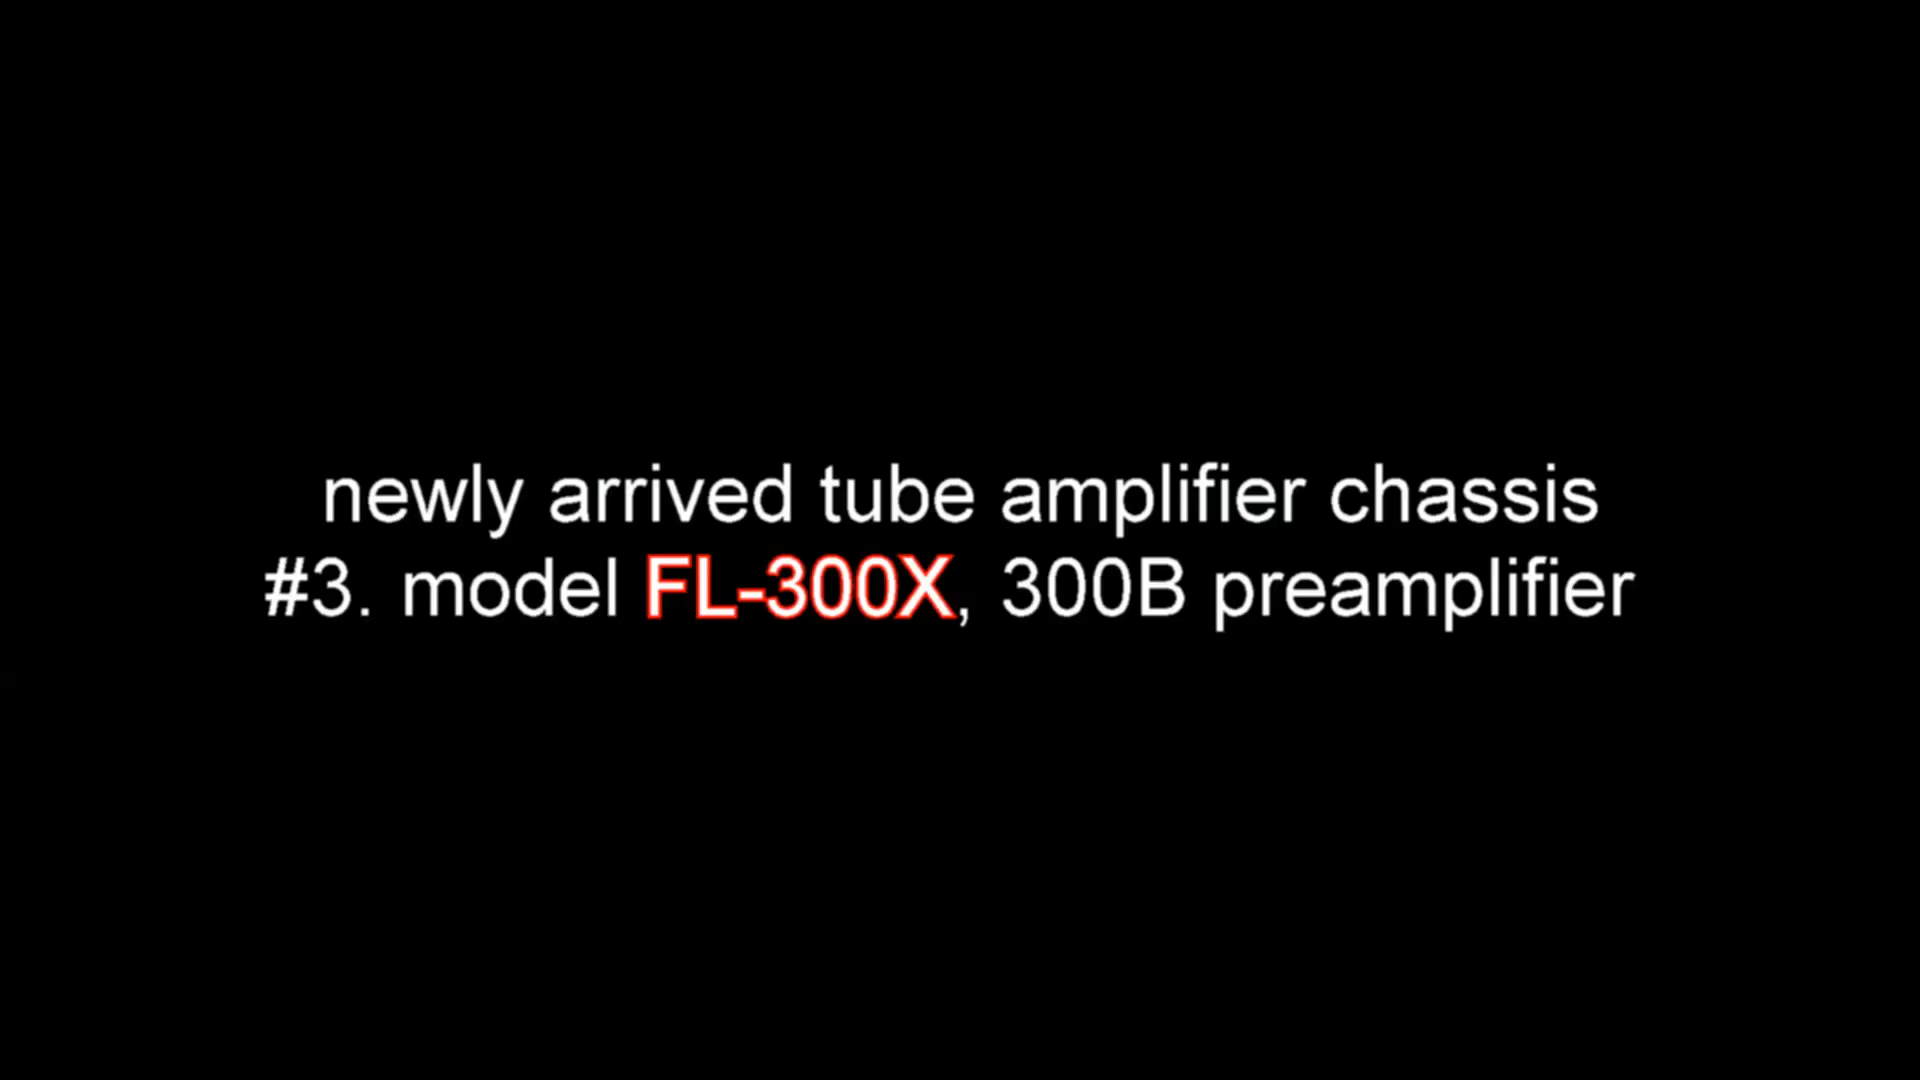 newly arrived tube amplifier chassis
#3. model FL-300X, 300B preamplifier